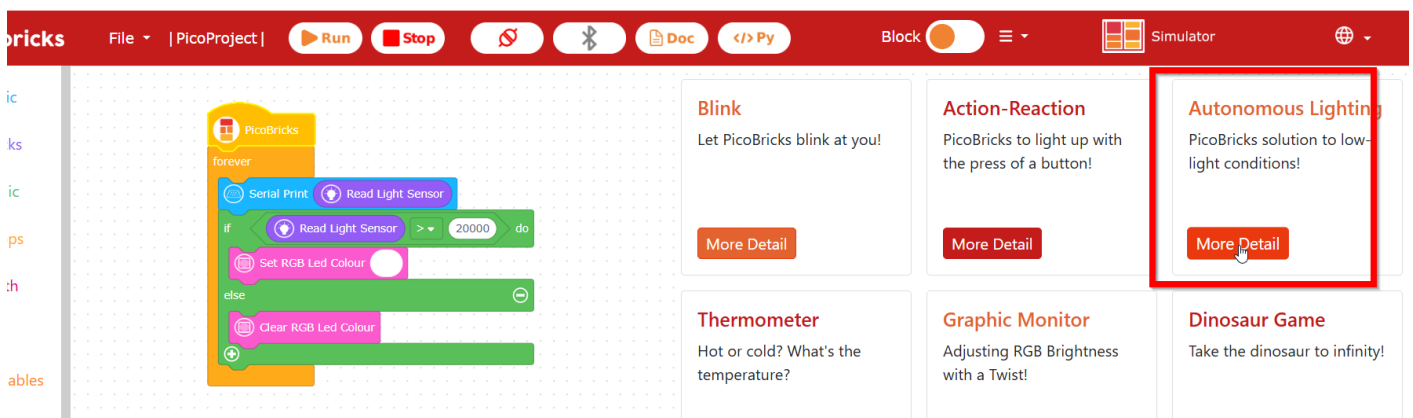 ricks File |PicoProject| Run Stop Doc </> Py Block Simulator
ic
ks
ic
ps
th
ables
PicoBricks
forever
Serial Print Read Light Sensor
if Read Light Sensor > 20000 do
Set RGB Led Colour
else
Clear RGB Led Colour
Blink
Let PicoBricks blink at you!
More Detail
Action-Reaction
PicoBricks to light up with
the press of a button!
More Detail
Autonomous Lighting
PicoBricks solution to low-
light conditions!
More Detail
Thermometer
Hot or cold? What's the
temperature?
Graphic Monitor
Adjusting RGB Brightness
with a Twist!
Dinosaur Game
Take the dinosaur to infinity!